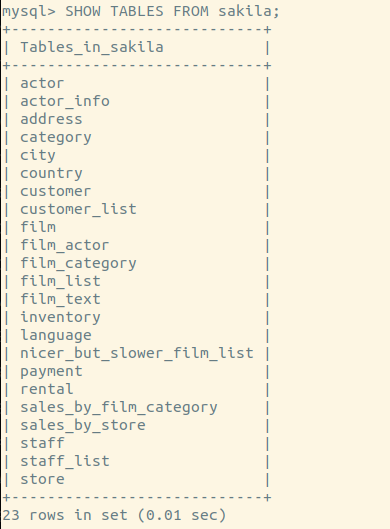 mysql> SHOW TABLES FROM sakila;
+----------------------------+
| Tables_in_sakila           |
+----------------------------+
| actor                      |
| actor_info                 |
| address                    |
| category                   |
| city                       |
| country                    |
| customer                   |
| customer_list              |
| film                       |
| film_actor                 |
| film_category              |
| film_list                  |
| film_text                  |
| inventory                  |
| language                   |
| nicer_but_slower_film_list |
| payment                    |
| rental                     |
| sales_by_film_category     |
| sales_by_store             |
| staff                      |
| staff_list                 |
| store                      |
+----------------------------+
23 rows in set (0.01 sec)